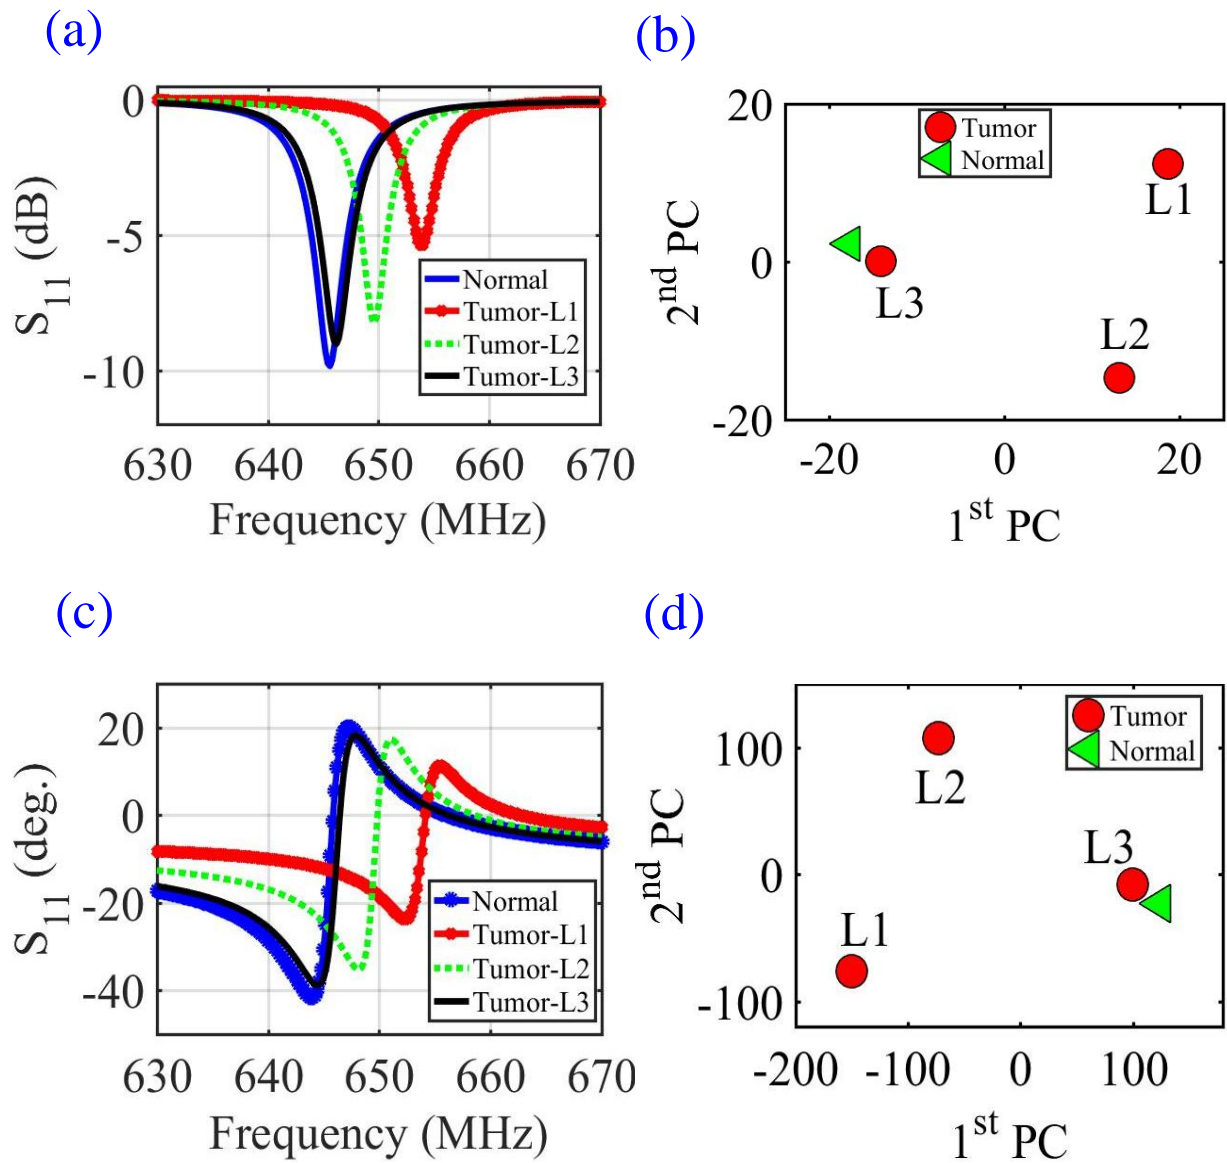 (a)
0
-5
-10
S11 (dB)
Normal
Tumor-L1
Tumor-L2
Tumor-L3
630 640 650 660 670
Frequency (MHz)
(b)
20
0
-20
2nd PC
Tumor
Normal
L1
L3
L2
-20 0 20
1st PC
(c)
20
0
-20
-40
S11 (deg.)
Normal
Tumor-L1
Tumor-L2
Tumor-L3
630 640 650 660 670
Frequency (MHz)
(d)
100
0
-100
2nd PC
Tumor
Normal
L2
L3
L1
-200 -100 0 100
1st PC